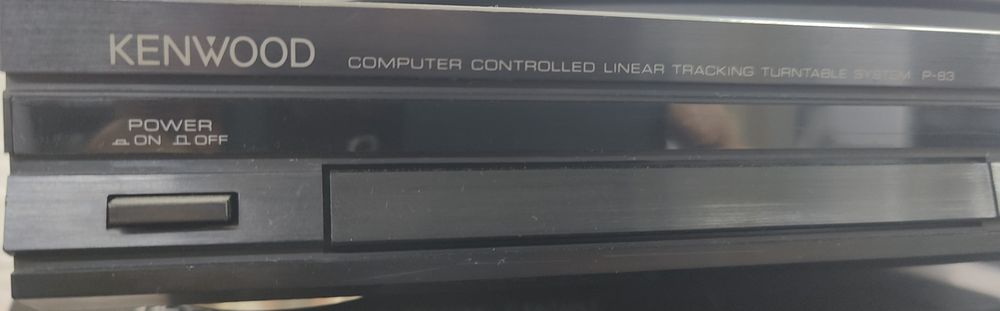 KENWOOD
COMPUTER CONTROLLED LINEAR TRACKING TURNTABLE SYSTEM P-83
POWER
ON OFF